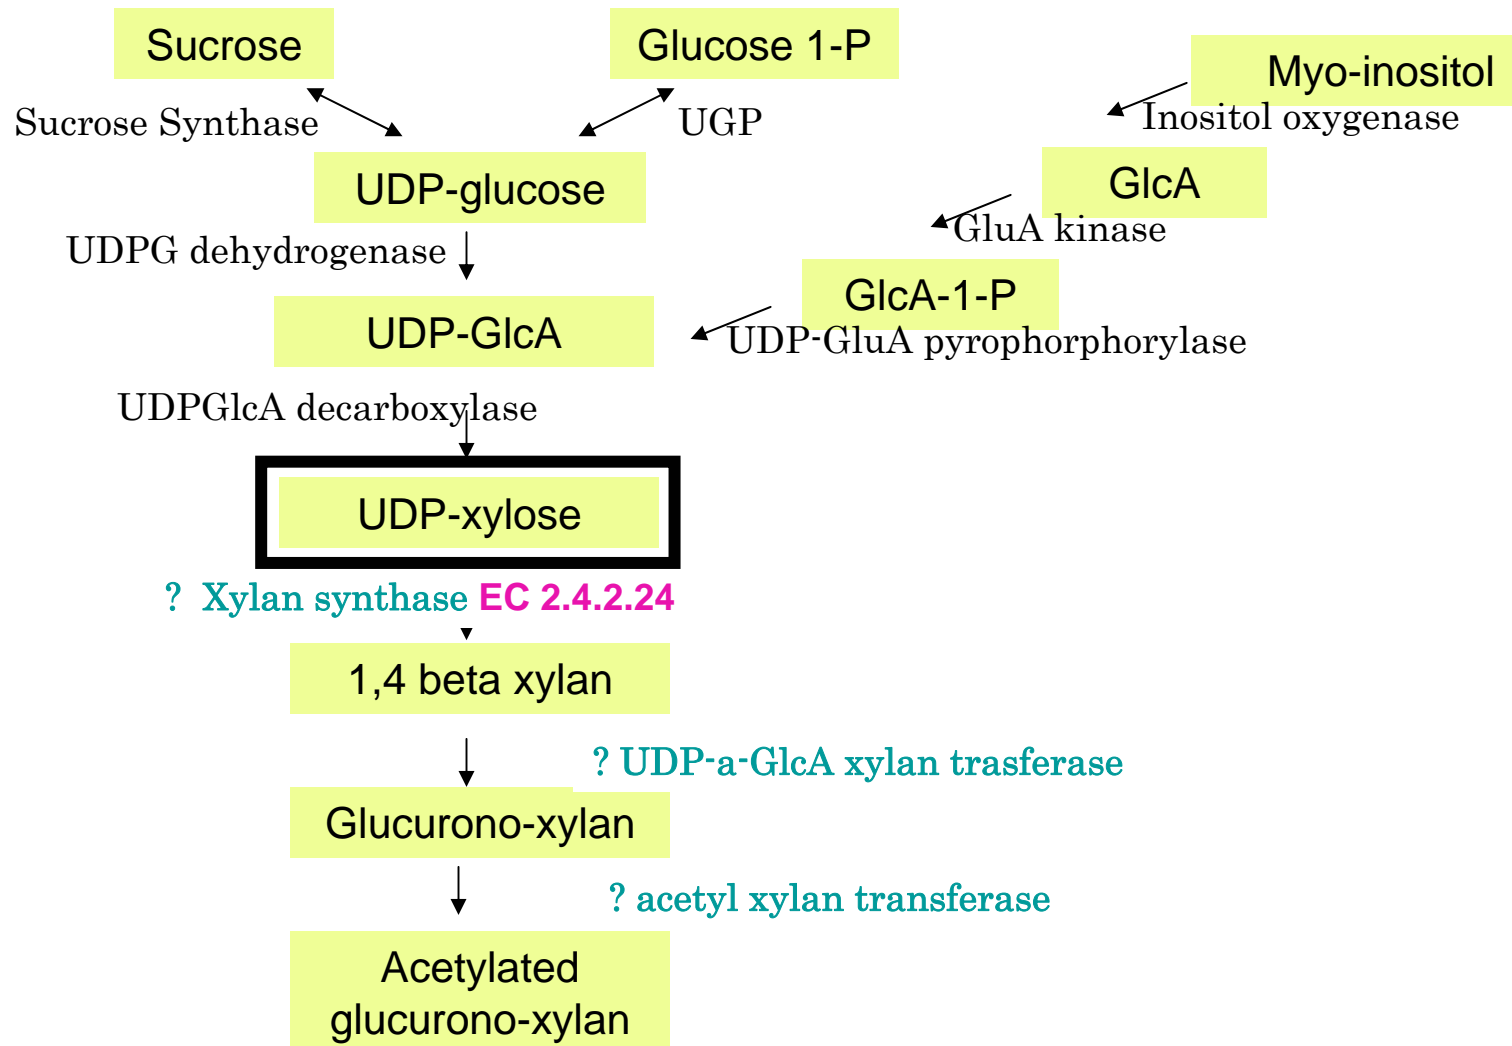 Sucrose
Glucose 1-P
Myo-inositol
Sucrose Synthase
UGP
Inositol oxygenase
UDP-glucose
GlcA
UDPG dehydrogenase
GluA kinase
GlcA-1-P
UDP-GlcA
UDP-GluA pyrophorphorylase
UDPGlcA decarboxylase
UDP-xylose
? Xylan synthase EC 2.4.2.24
1,4 beta xylan
? UDP-a-GlcA xylan trasferase
Glucurono-xylan
? acetyl xylan transferase
Acetylated
glucurono-xylan